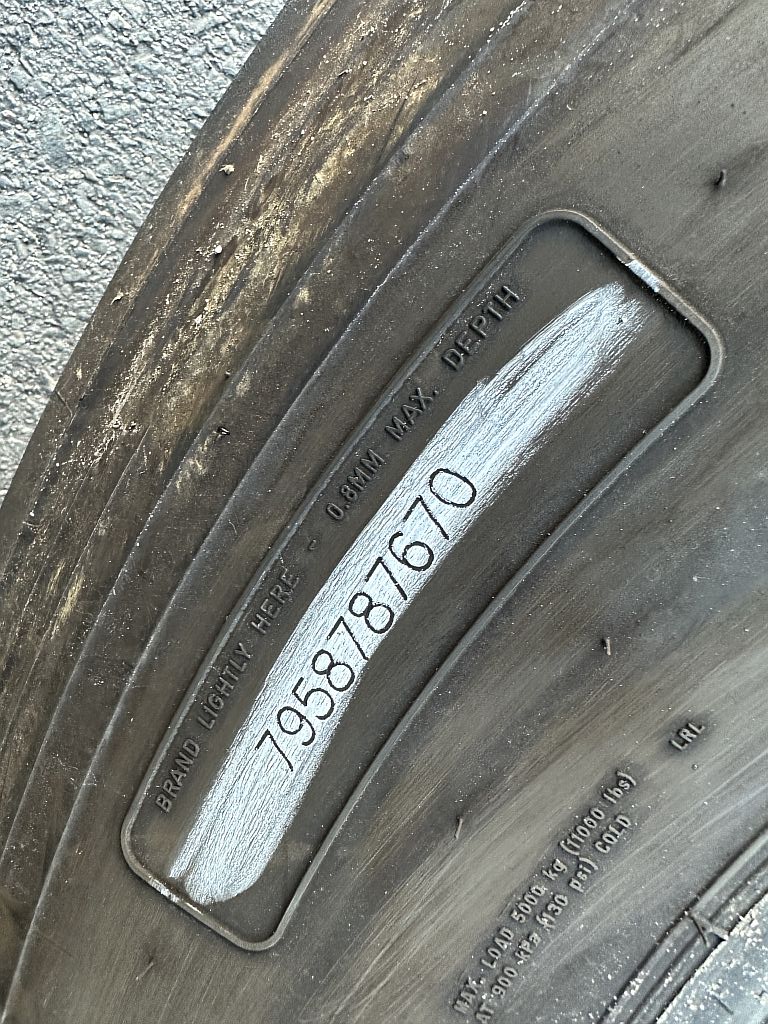 BRAND LIGHTLY HERE - 0.8MM MAX. DEPTH
7958787670
LRL
MAX. LOAD 5000 kg (11000 lbs)
AT 900 kPa (130 psi) COLD